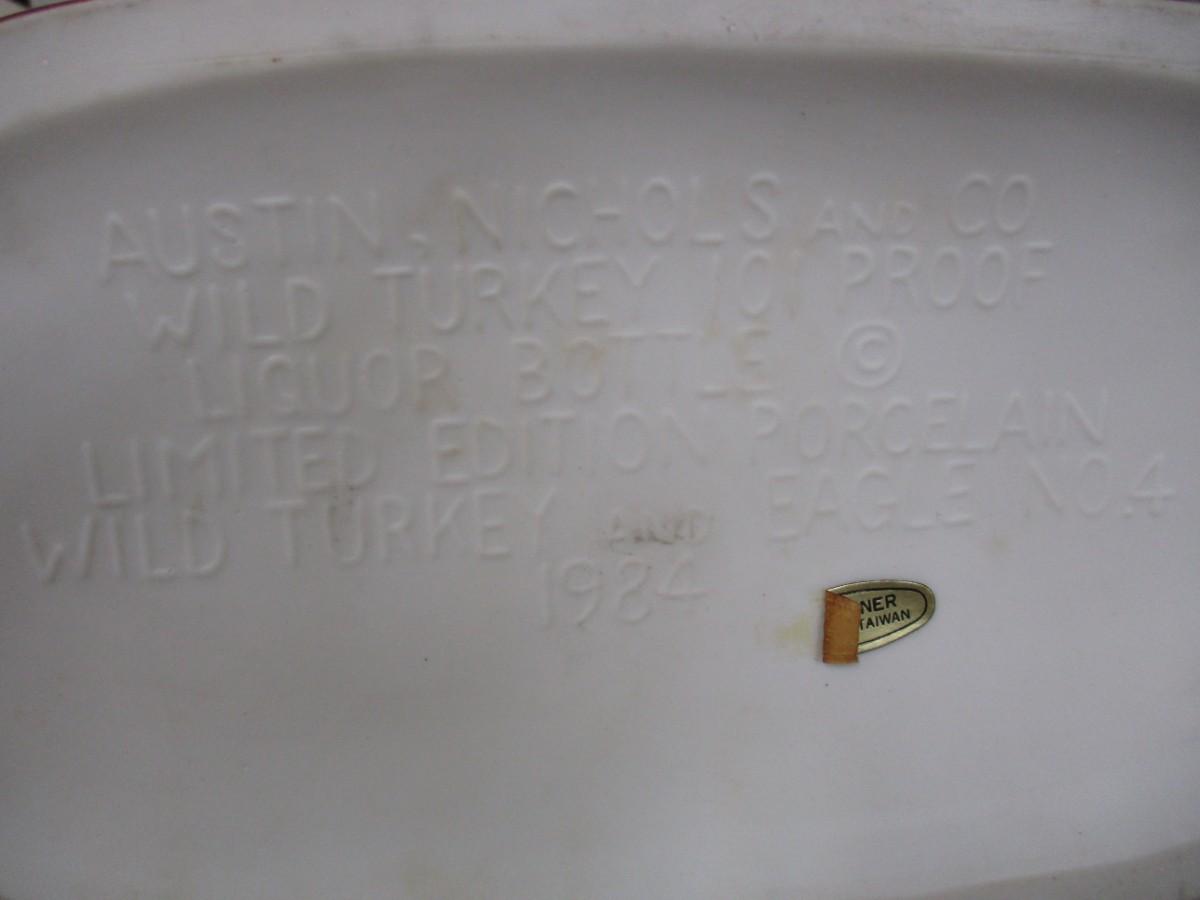 AUSTIN, NICHOLS AND CO
WILD TURKEY 101 PROOF
LIQUOR BOTTLE ©
LIMITED EDITION PORCELAIN
WILD TURKEY AND EAGLE NO.4
1984
NER
TAIWAN